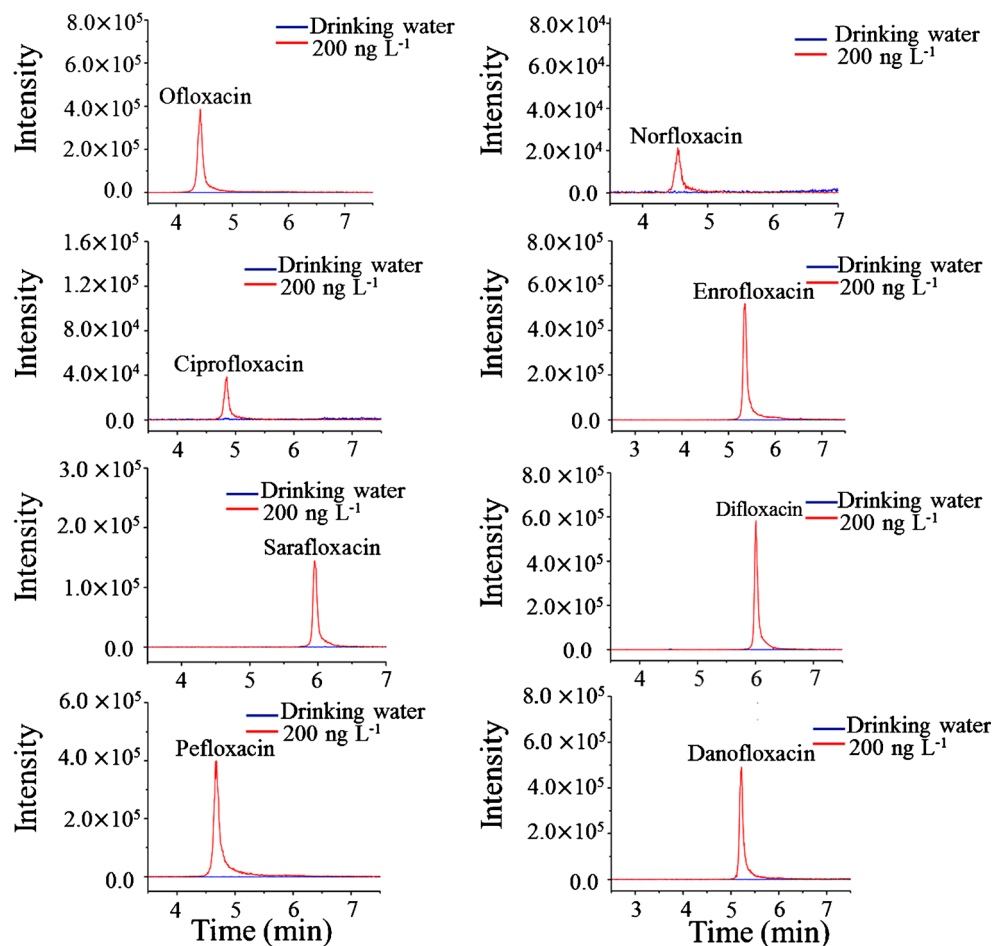 8.0×10⁵
Drinking water
200 ng L⁻¹
6.0×10⁵
Intensity
4.0×10⁵
Ofloxacin
2.0×10⁵
0.0
4 5 6 7
8.0×10⁴
Drinking water
200 ng L⁻¹
6.0×10⁴
Intensity
4.0×10⁴
Norfloxacin
2.0×10⁴
0.0
4 5 6 7
1.6×10⁵
Drinking water
200 ng L⁻¹
1.2×10⁵
Intensity
8.0×10⁴
Ciprofloxacin
4.0×10⁴
0.0
4 5 6 7
8.0×10⁵
Drinking water
200 ng L⁻¹
6.0×10⁵
Intensity
Enrofloxacin
4.0×10⁵
2.0×10⁵
0.0
3 4 5 6 7
3.0×10⁵
Drinking water
200 ng L⁻¹
2.0×10⁵
Intensity
Sarafloxacin
1.0×10⁵
0.0
4 5 6 7
8.0×10⁵
Drinking water
200 ng L⁻¹
6.0×10⁵
Intensity
Difloxacin
4.0×10⁵
2.0×10⁵
0.0
4 5 6 7
6.0×10⁵
Drinking water
200 ng L⁻¹
Intensity
Pefloxacin
4.0×10⁵
2.0×10⁵
0.0
4 5 6 7
Time (min)
8.0×10⁵
Drinking water
200 ng L⁻¹
6.0×10⁵
Intensity
Danofloxacin
4.0×10⁵
2.0×10⁵
0.0
3 4 5 6 7
Time (min)